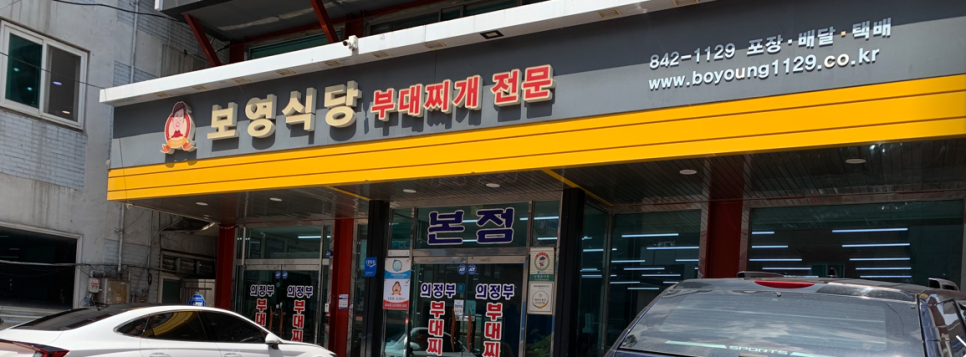 보영식당 부대찌개 전문
842-1129 포장·배달·택배
www.boyoung1129.co.kr
본점
의정부 의정부
부대찌 부대찌
의정부 의정부
부대찌 부대찌
SPORTS